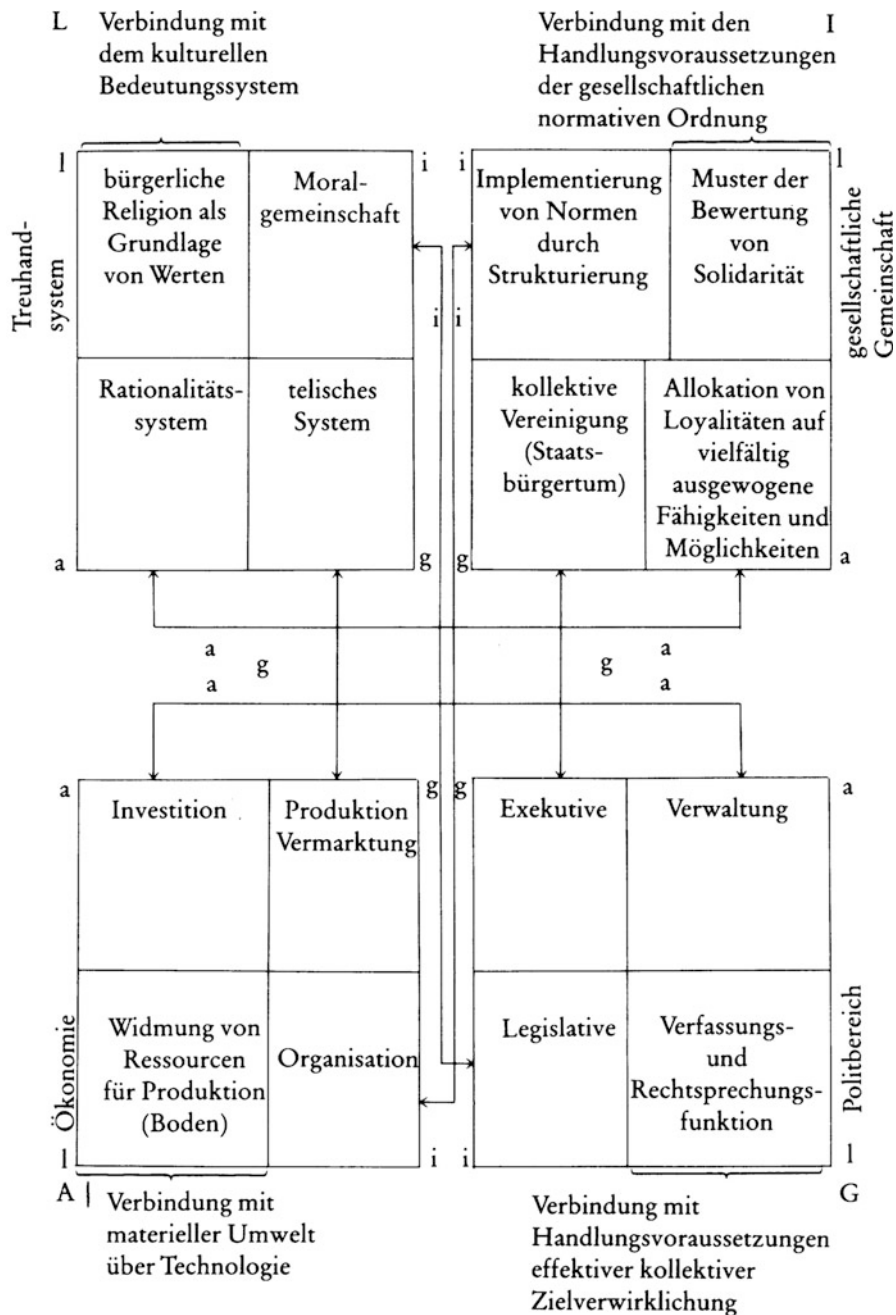 L
Verbindung mit
dem kulturellen
Bedeutungssystem
Verbindung mit den
Handlungsvoraussetzungen
der gesellschaftlichen
normativen Ordnung
I
l
bürgerliche
Religion als
Grundlage
von Werten
Moral-
gemeinschaft
i
i
Implementierung
von Normen
durch
Strukturierung
Muster der
Bewertung
von
Solidarität
l
Treuhand-
system
i
i
gesellschaftliche
Gemeinschaft
Rationalitäts-
system
telisches
System
kollektive
Vereinigung
(Staats-
bürgertum)
Allokation von
Loyalitäten auf
vielfältig
ausgewogene
Fähigkeiten und
Möglichkeiten
a
g
g
a
a
a
g
g
a
a
a
Investition
Produktion
Vermarktung
g
g
Exekutive
Verwaltung
a
Ökonomie
Widmung von
Ressourcen
für Produktion
(Boden)
Organisation
Legislative
Verfassungs-
und
Rechtsprechungs-
funktion
Politbereich
l
i
i
l
A
Verbindung mit
materieller Umwelt
über Technologie
Verbindung mit
Handlungsvoraussetzungen
effektiver kollektiver
Zielverwirklichung
G